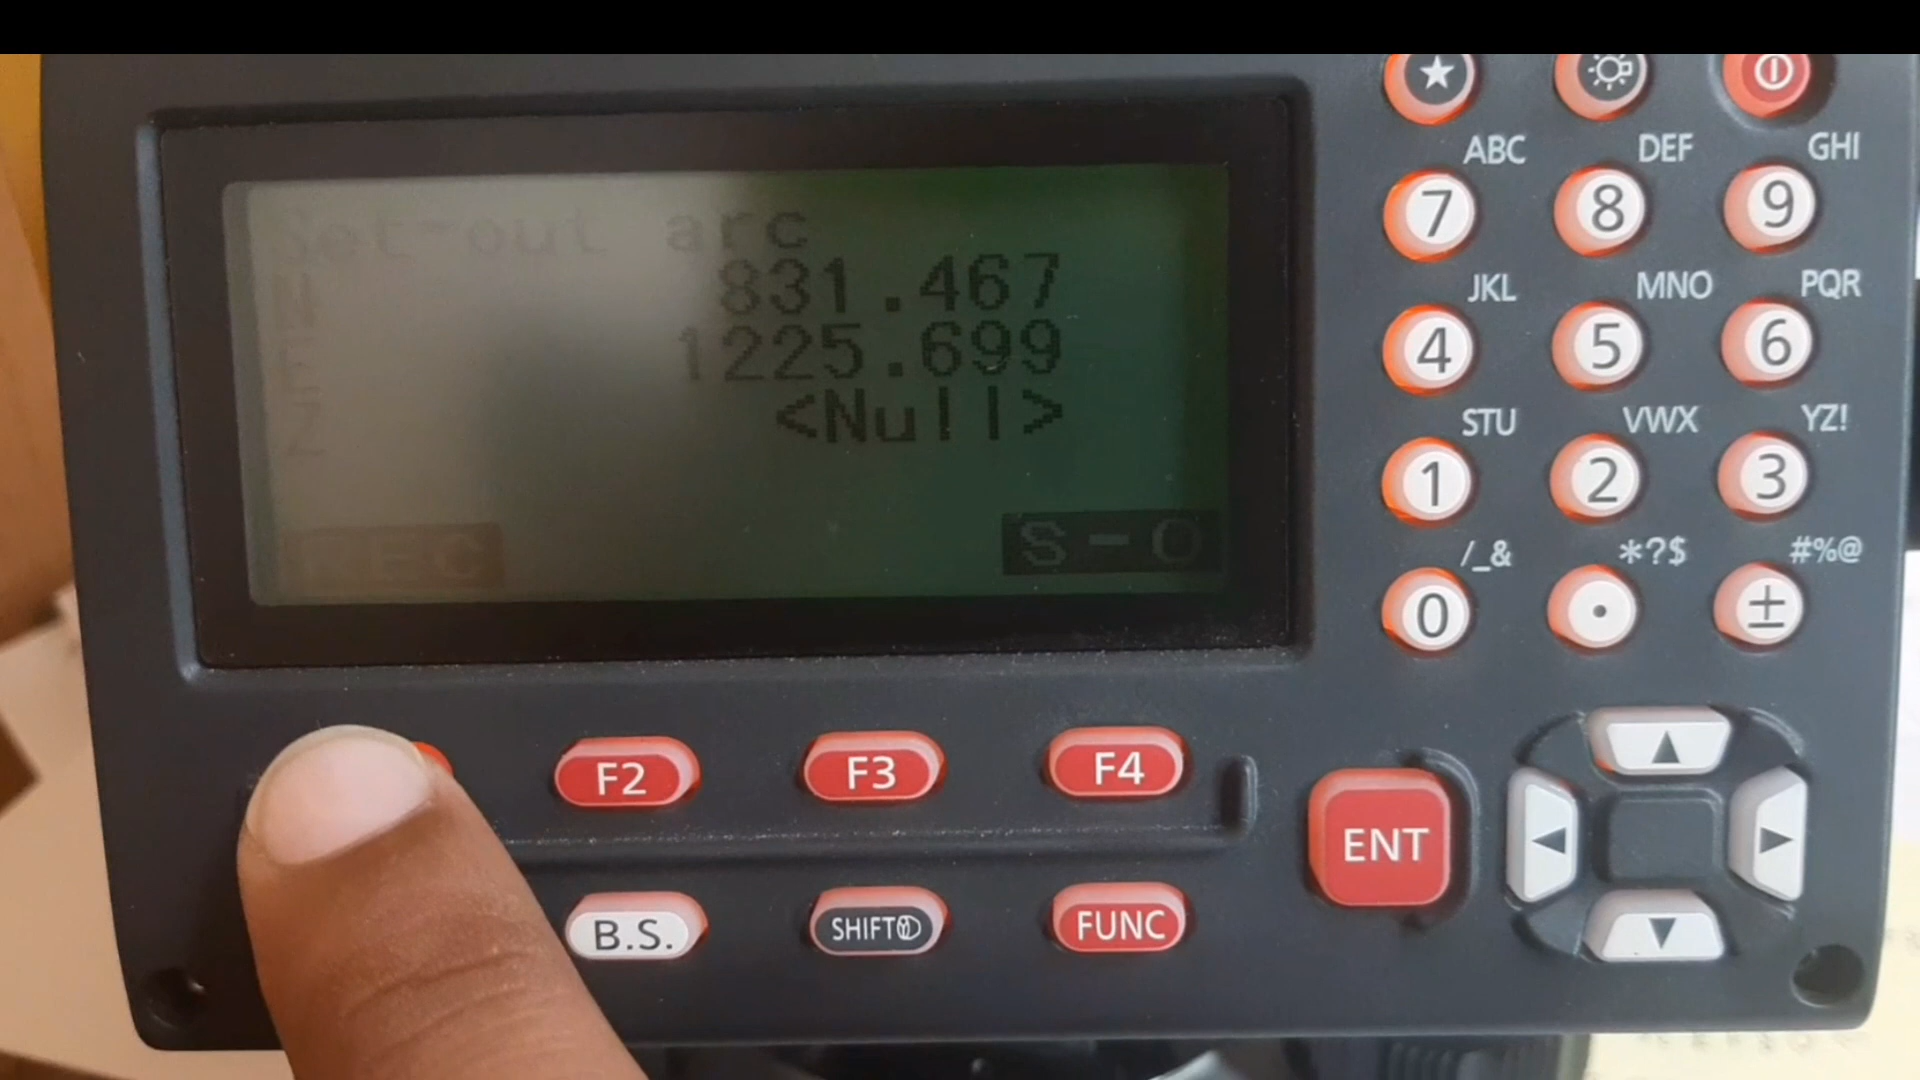 Set-out arc
N 831.467
E 1225.699
Z <Null>
REC S-O
ABC DEF GHI
7 8 9
JKL MNO PQR
4 5 6
STU VWX YZ!
1 2 3
/_& *?$ #%@
0 . ±
F2 F3 F4
ENT
B.S. SHIFT FUNC